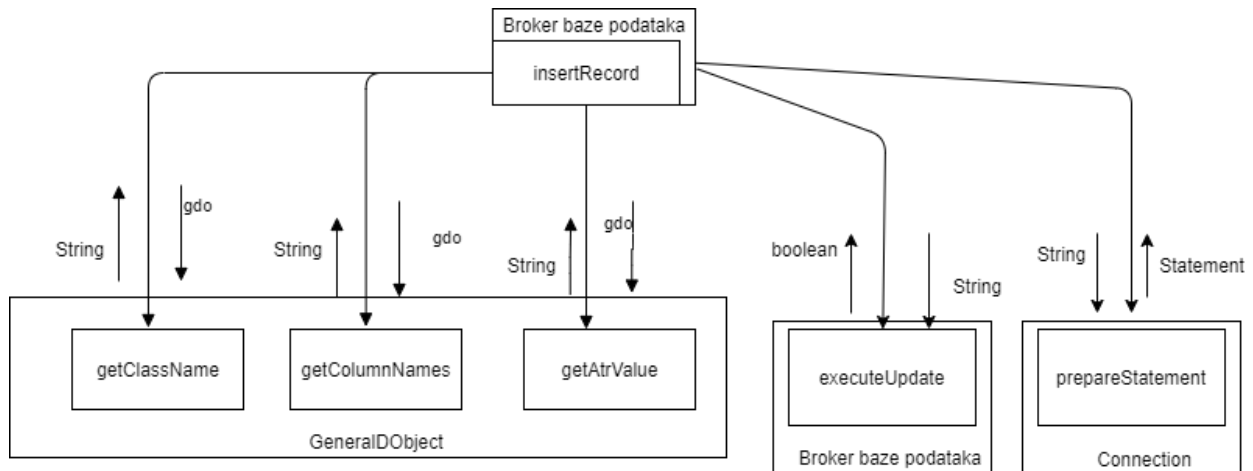 Broker baze podataka
insertRecord
String
gdo
String
gdo
String
gdo
boolean
String
String
Statement
getClassName
getColumnNames
getAtrValue
executeUpdate
prepareStatement
GeneralDObject
Broker baze podataka
Connection